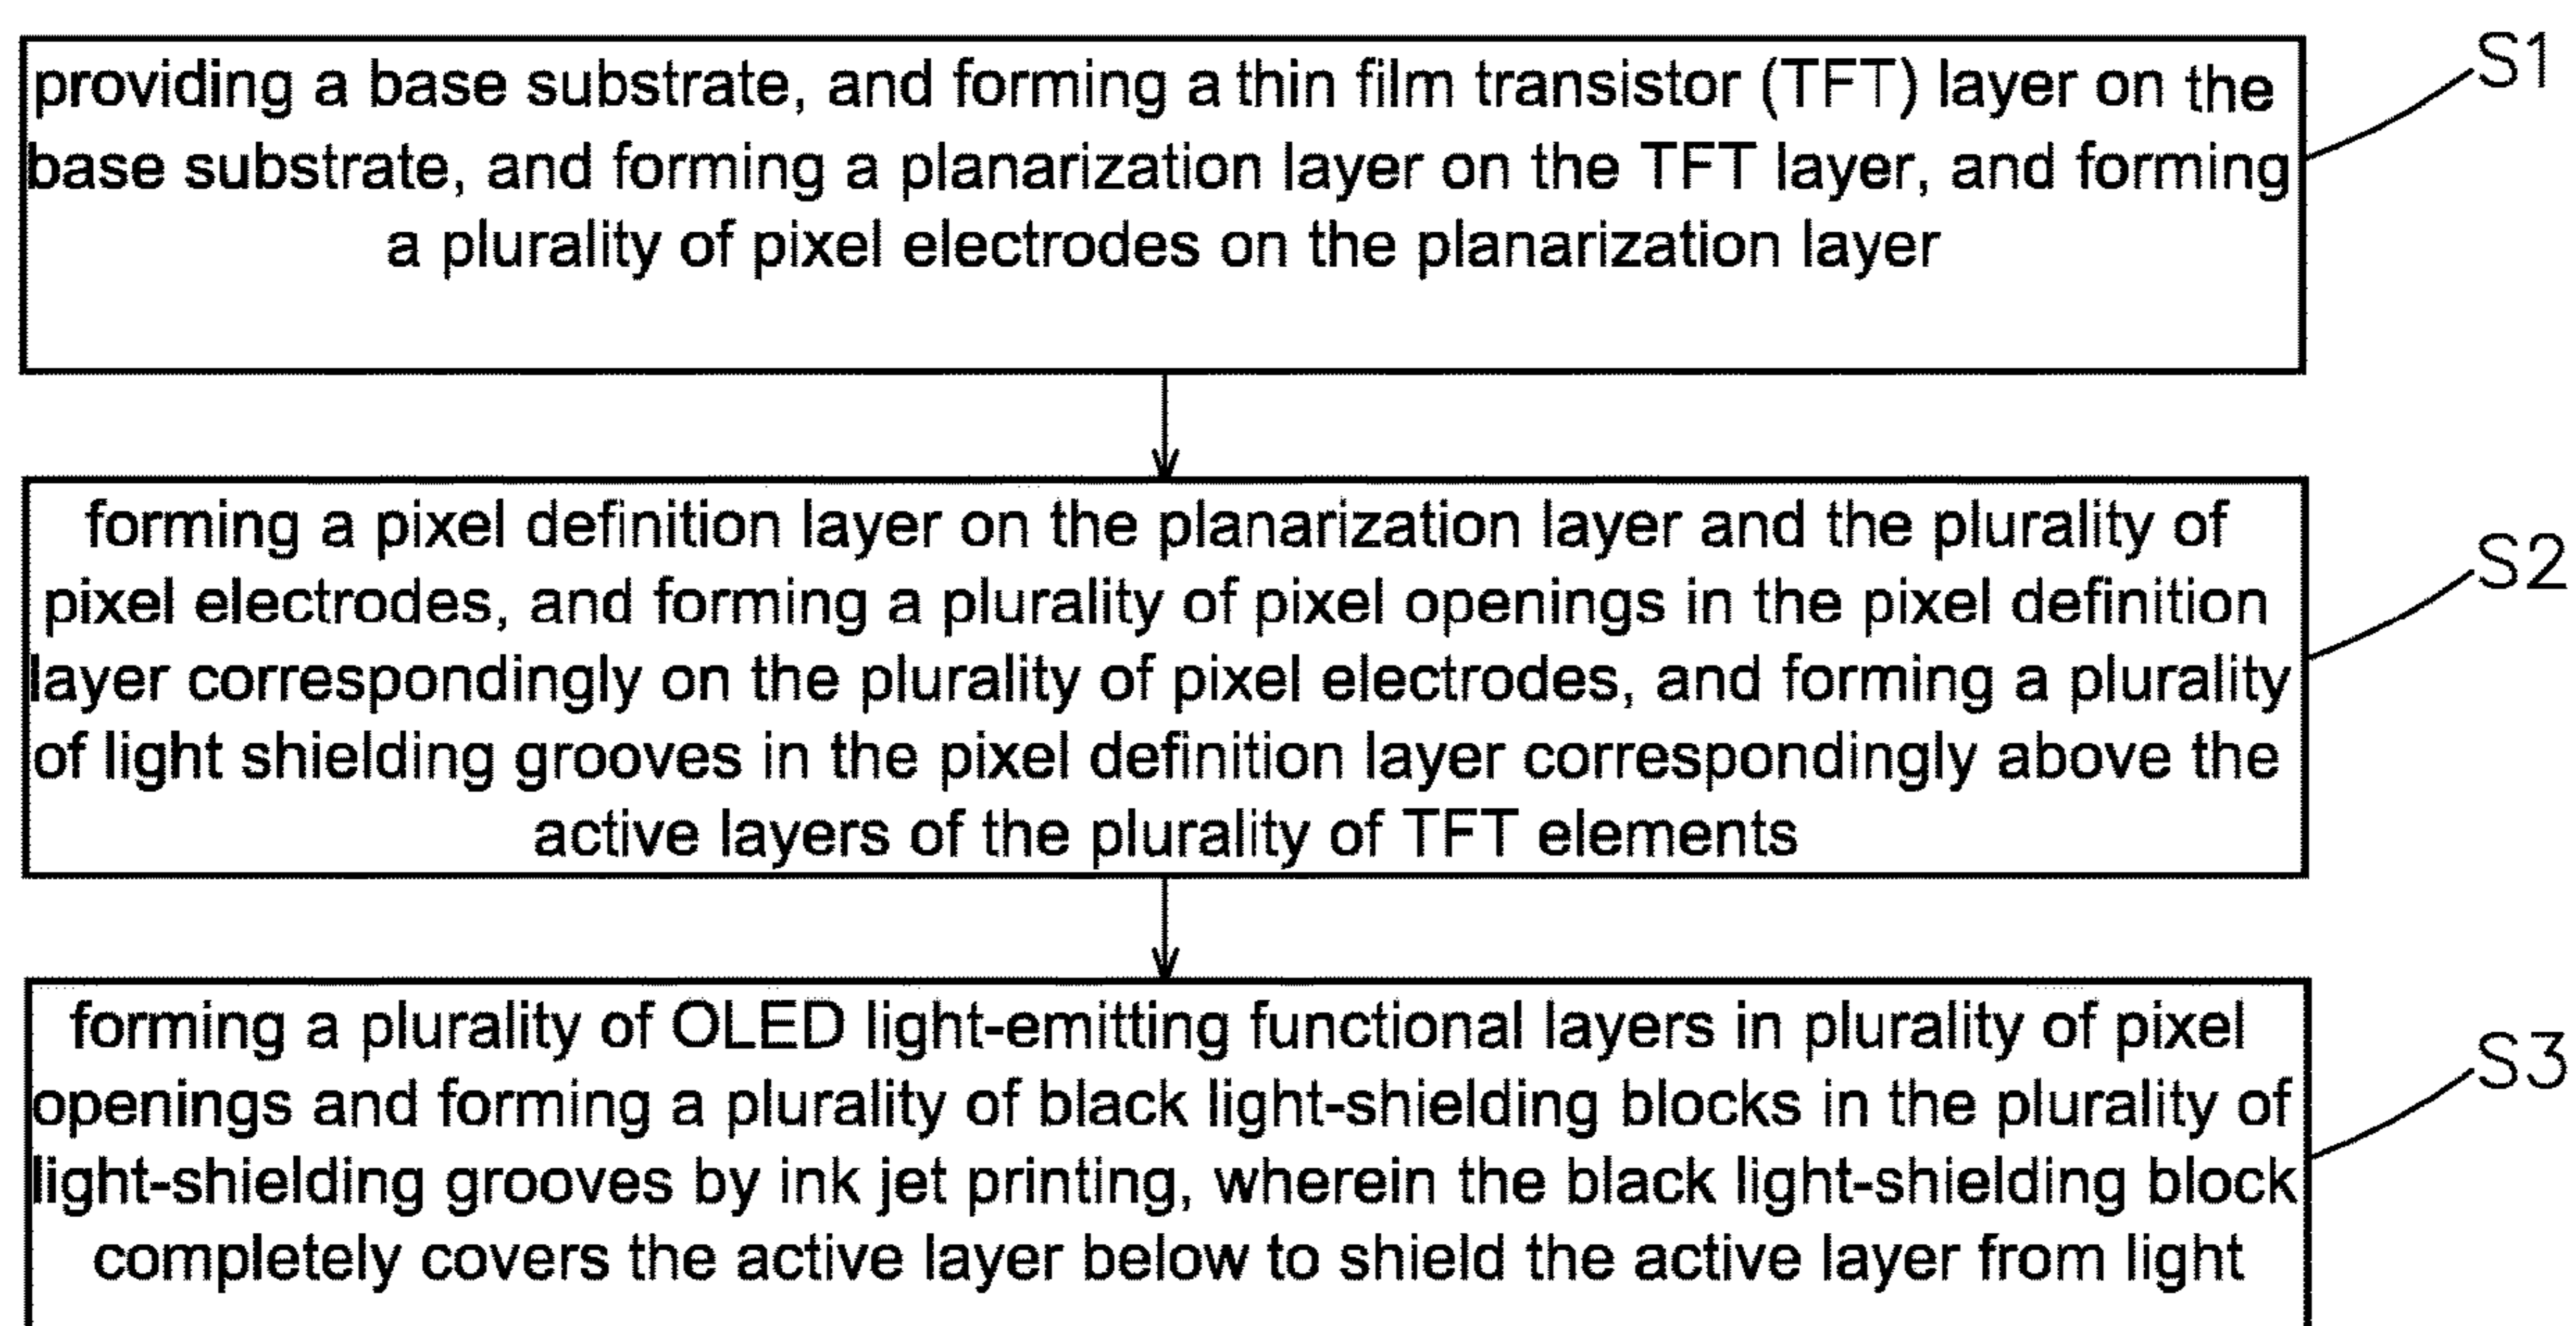 providing a base substrate, and forming a thin film transistor (TFT) layer on the
base substrate, and forming a planarization layer on the TFT layer, and forming
a plurality of pixel electrodes on the planarization layer
S1
forming a pixel definition layer on the planarization layer and the plurality of
pixel electrodes, and forming a plurality of pixel openings in the pixel definition
layer correspondingly on the plurality of pixel electrodes, and forming a plurality
of light shielding grooves in the pixel definition layer correspondingly above the
active layers of the plurality of TFT elements
S2
forming a plurality of OLED light-emitting functional layers in plurality of pixel
openings and forming a plurality of black light-shielding blocks in the plurality of
light-shielding grooves by ink jet printing, wherein the black light-shielding block
completely covers the active layer below to shield the active layer from light
S3